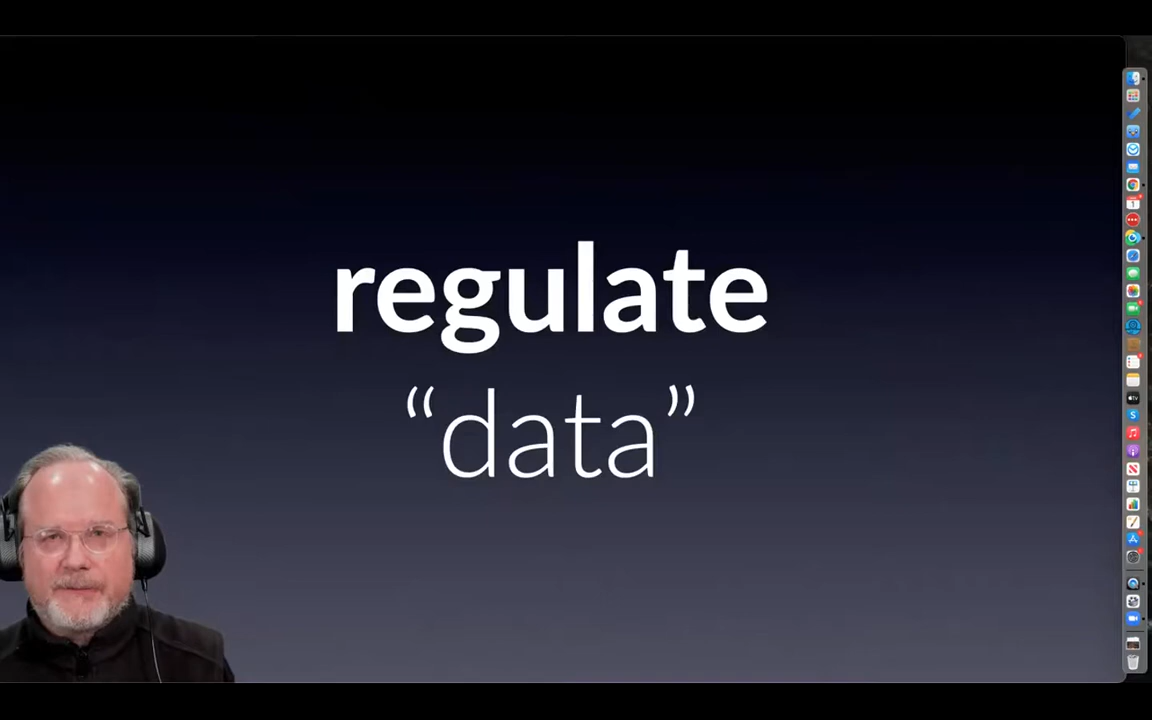 regulate
“data”